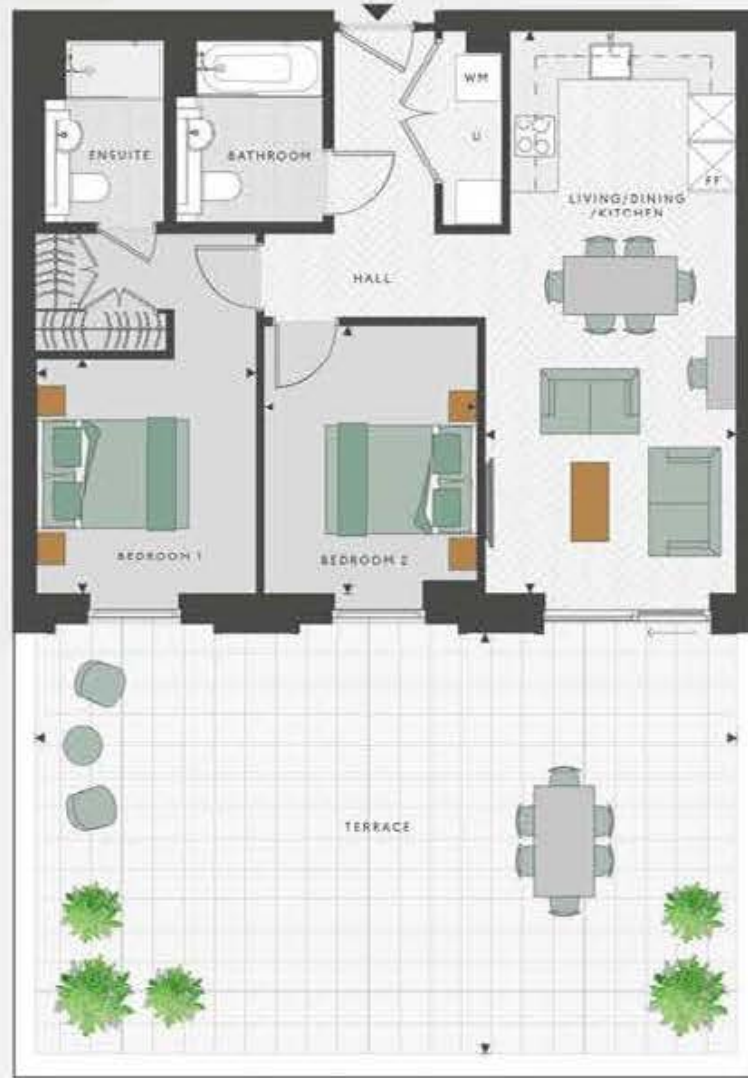 WM
ENSUITE
BATHROOM
U
FF
LIVING/DINING
/KITCHEN
HALL
BEDROOM 1
BEDROOM 2
TERRACE